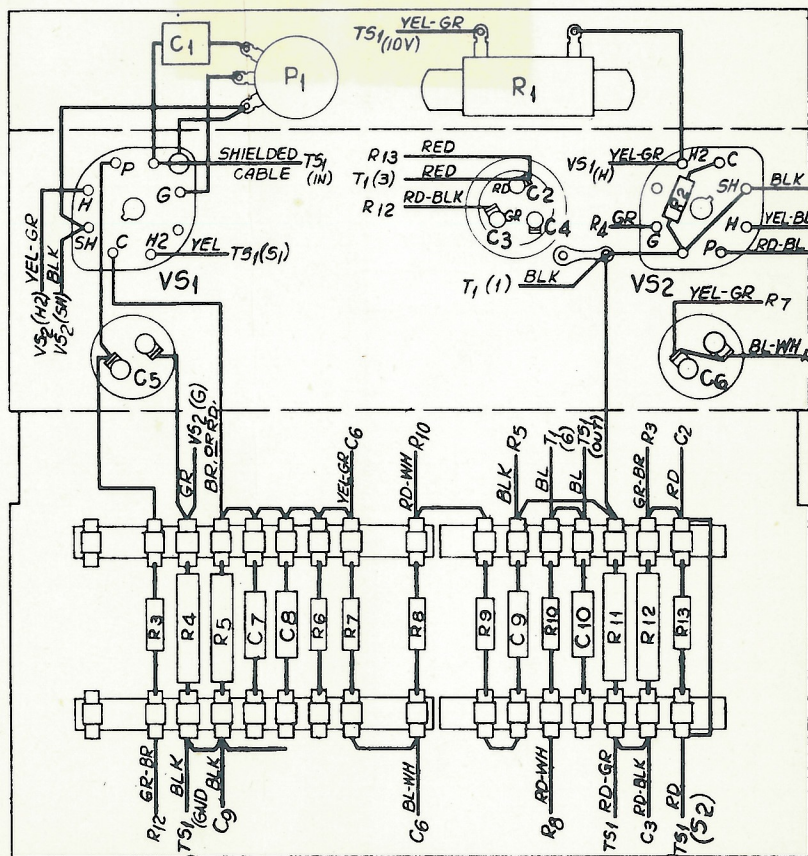 C1
P1
TS1 (10V)
YEL-GR
R1
P
SHIELDED
CABLE
TS1
(IN)
G
H
SH
C
H2
YEL
TS1(S1)
VS1
YEL-GR
VS2(H2)
BLK
VS2(SH)
R13
RED
T1(3)
RED
R12
RD-BLK
RD
C2
GR
C3
C4
T1(1)
BLK
VS1(H)
YEL-GR
H2
C
R2
SH
BLK
R4
GR
G
H
YEL-BL
P
RD-BL
VS2
C5
YEL-GR
R7
BL-WH
C6
GR
VS2(G)
BR. OR RD.
YEL-GR
C6
RD-WH
R10
BLK
R5
BL
T1
(6)
BL
TS1
(OUT)
GR-BR
R3
RD
C2
R3
R4
R5
C7
C8
R6
R7
R8
R9
C9
R10
C10
R11
R12
R13
R12
GR-BR
TS1
(GND
BLK
C9
BLK
C6
BL-WH
R8
RD-WH
TS1
RD-GR
C3
RD-BLK
TS1
(S2)
RD